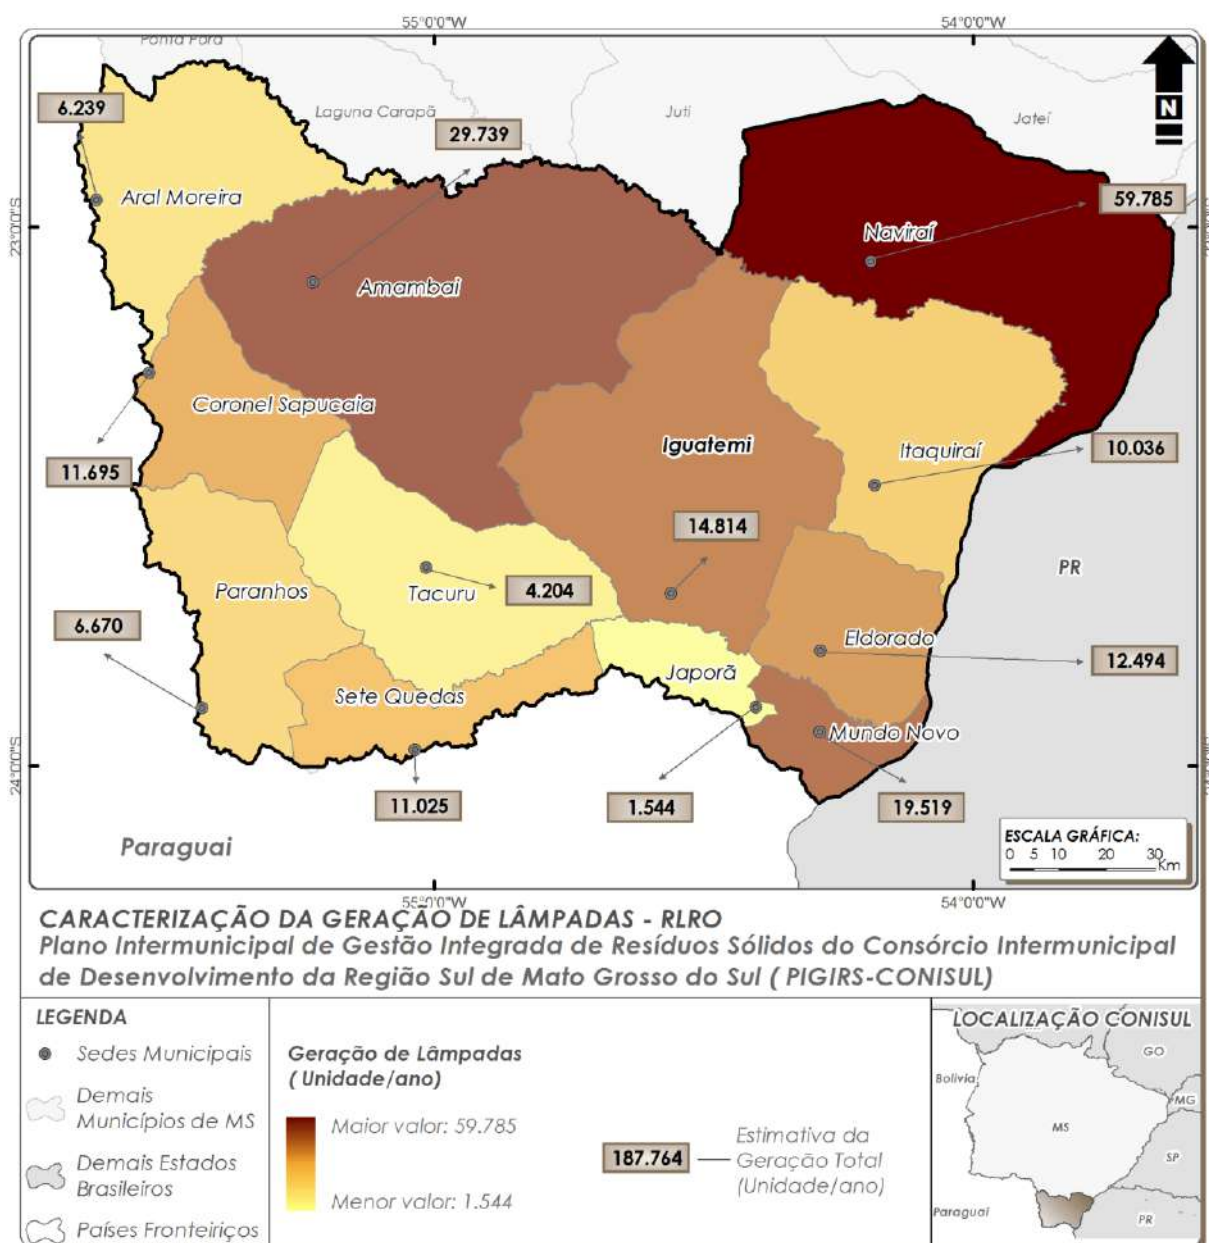 55°0'0"W
54°0'0"W
Ponta Porã
Laguna Carapã
Juti
Jateí
6.239
29.739
N
Aral Moreira
59.785
Naviraí
23°0'0"S
Amambai
Coronel Sapucaia
Iguatemi
Itaquiraí
10.036
11.695
14.814
PR
Paranhos
Tacuru
4.204
6.670
Eldorado
12.494
Japorã
Sete Quedas
Mundo Novo
24°0'0"S
11.025
1.544
19.519
Paraguai
ESCALA GRÁFICA:
0 5 10 20 30
Km
55°0'0"W
54°0'0"W
CARACTERIZAÇÃO DA GERAÇÃO DE LÂMPADAS - RLRO
Plano Intermunicipal de Gestão Integrada de Resíduos Sólidos do Consórcio Intermunicipal
de Desenvolvimento da Região Sul de Mato Grosso do Sul ( PIGIRS-CONISUL)
LEGENDA
Sedes Municipais
Demais
Municípios de MS
Demais Estados
Brasileiros
Países Fronteiriços
Geração de Lâmpadas
( Unidade/ano)
Maior valor: 59.785
Menor valor: 1.544
187.764
Estimativa da
Geração Total
(Unidade/ano)
LOCALIZAÇÃO CONISUL
GO
Bolívia
MG
MS
SP
Paraguai
PR